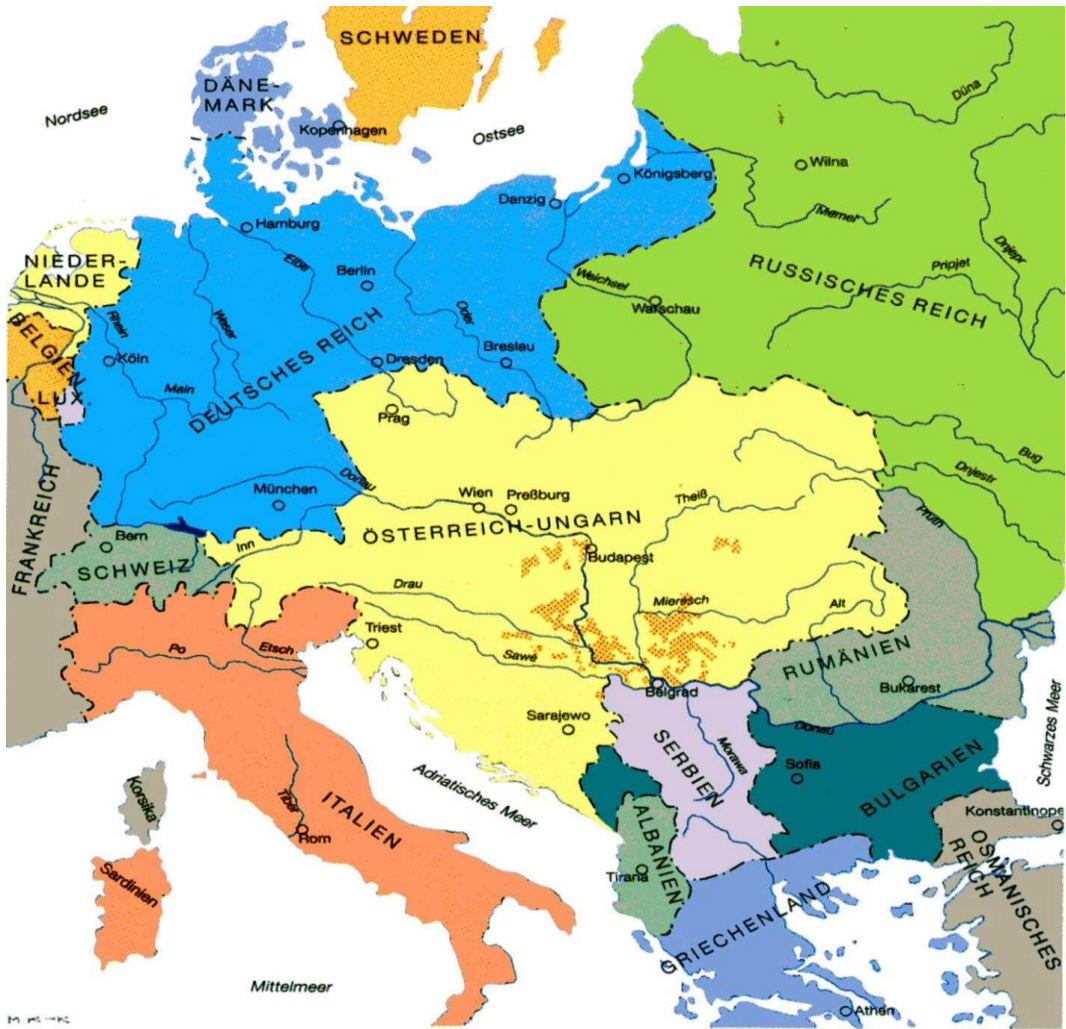 SCHWEDEN
DÄNE-
MARK
Nordsee
Kopenhagen
Ostsee
Düna
Wilna
Königsberg
Danzig
Memel
Hamburg
Dnjepr
NIEDER-
LANDE
Elbe
Berlin
Weichsel
RUSSISCHES REICH
Pripjet
Warschau
BELGIEN
Rhein
Weser
Oder
Köln
DEUTSCHES REICH
Dresden
Breslau
Main
LUX.
Prag
Bug
Dnjestr
FRANKREICH
München
Donau
Wien
Preßburg
Theiß
Pruth
ÖSTERREICH-UNGARN
Bern
SCHWEIZ
Inn
Budapest
Drau
Mieresch
Alt
Triest
Etsch
Po
Sawe
RUMÄNIEN
Belgrad
Bukarest
Sarajewo
Donau
SERBIEN
Morawa
Sofia
BULGARIEN
Schwarzes Meer
Adriatisches Meer
Korsika
ITALIEN
Tiber
Rom
Konstantinope
ALBANIEN
Tirana
OSMANISCHES
REICH
Sardinien
GRIECHENLAND
Mittelmeer
Athen
M.K-K